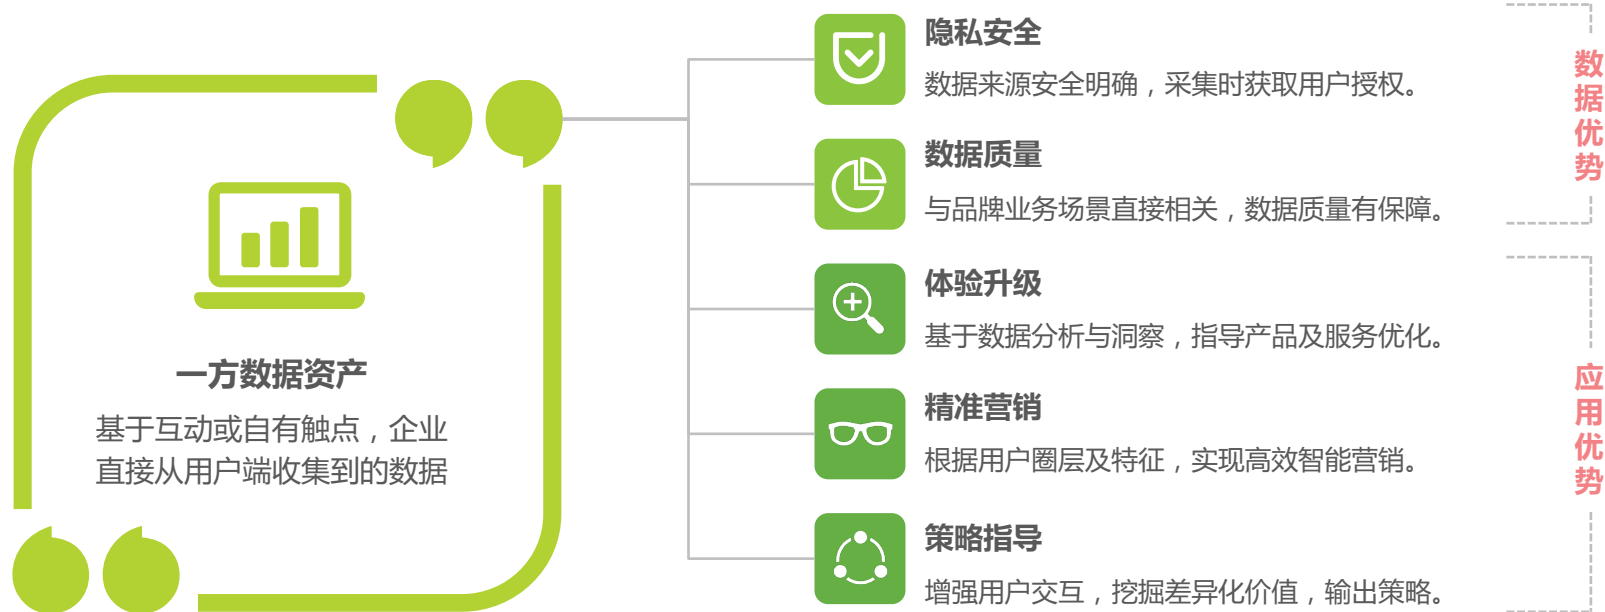 一方数据资产
基于互动或自有触点，企业
直接从用户端收集到的数据
隐私安全
数据来源安全明确，采集时获取用户授权。
数据质量
与品牌业务场景直接相关，数据质量有保障。
体验升级
基于数据分析与洞察，指导产品及服务优化。
精准营销
根据用户圈层及特征，实现高效智能营销。
策略指导
增强用户交互，挖掘差异化价值，输出策略。
数据优势
应用优势